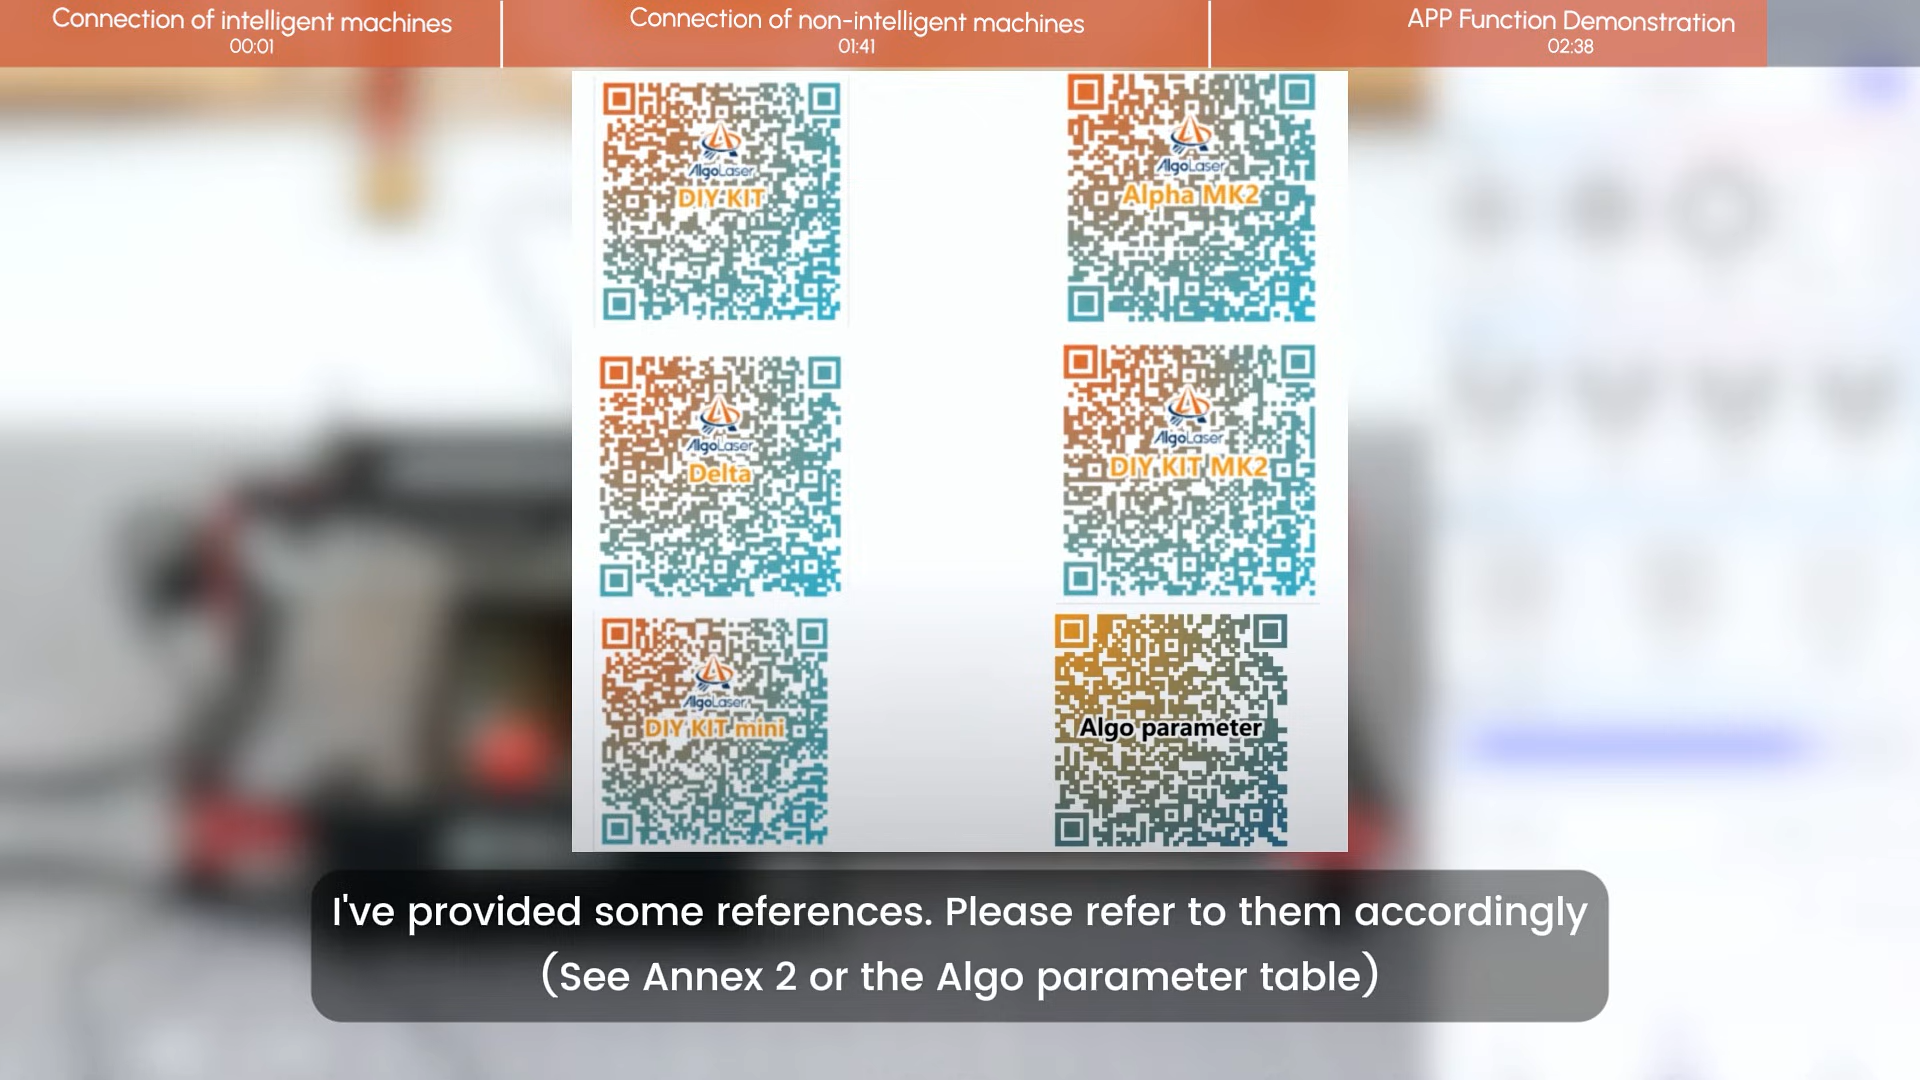 Connection of intelligent machines
00:01
Connection of non-intelligent machines
01:41
APP Function Demonstration
02:38
AlgoLaser
DIY KIT
AlgoLaser
Alpha MK2
AlgoLaser
Delta
AlgoLaser
DIY KIT MK2
AlgoLaser
DIY KIT mini
Algo parameter
I've provided some references. Please refer to them accordingly
(See Annex 2 or the Algo parameter table)